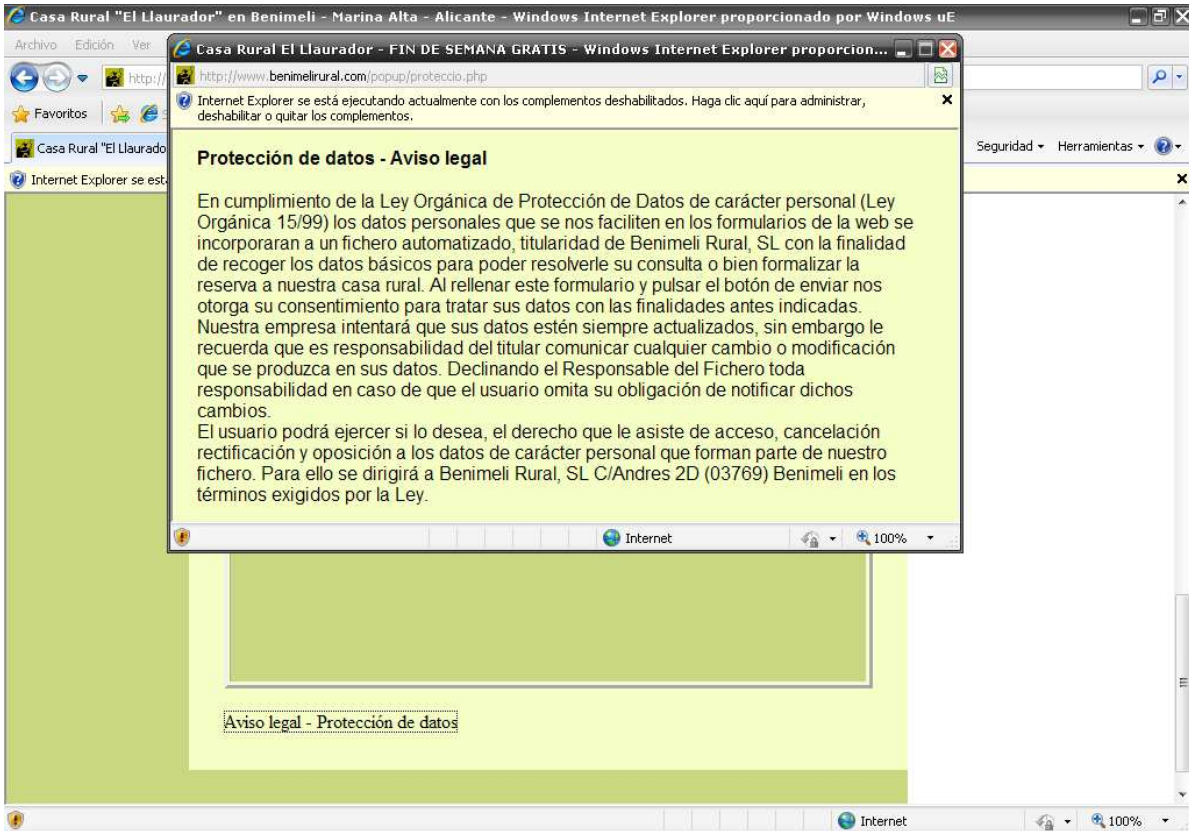 Casa Rural "El Llaurador" en Benimeli - Marina Alta - Alicante - Windows Internet Explorer proporcionado por Windows uE
Archivo Edición Ver
Casa Rural El Llaurador - FIN DE SEMANA GRATIS - Windows Internet Explorer proporcion...
http://
http://www.benimelirural.com/popup/proteccio.php
Internet Explorer se está ejecutando actualmente con los complementos deshabilitados. Haga clic aquí para administrar,
deshabilitar o quitar los complementos.
Favoritos
Casa Rural "El Llaurado
Seguridad Herramientas
Internet Explorer se est
Protección de datos - Aviso legal
En cumplimiento de la Ley Orgánica de Protección de Datos de carácter personal (Ley
Orgánica 15/99) los datos personales que se nos faciliten en los formularios de la web se
incorporaran a un fichero automatizado, titularidad de Benimeli Rural, SL con la finalidad
de recoger los datos básicos para poder resolverle su consulta o bien formalizar la
reserva a nuestra casa rural. Al rellenar este formulario y pulsar el botón de enviar nos
otorga su consentimiento para tratar sus datos con las finalidades antes indicadas.
Nuestra empresa intentará que sus datos estén siempre actualizados, sin embargo le
recuerda que es responsabilidad del titular comunicar cualquier cambio o modificación
que se produzca en sus datos. Declinando el Responsable del Fichero toda
responsabilidad en caso de que el usuario omita su obligación de notificar dichos
cambios.
El usuario podrá ejercer si lo desea, el derecho que le asiste de acceso, cancelación
rectificación y oposición a los datos de carácter personal que forman parte de nuestro
fichero. Para ello se dirigirá a Benimeli Rural, SL C/Andres 2D (03769) Benimeli en los
términos exigidos por la Ley.
Internet 100%
Aviso legal - Protección de datos
Internet 100%